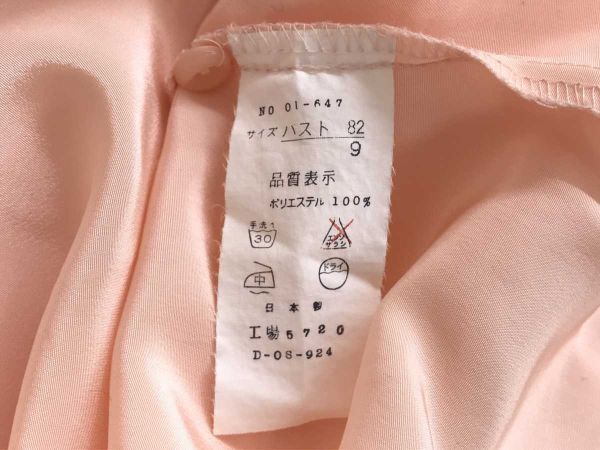 NO 01-647
サイズ バスト 82
9
品質表示
ポリエステル 100%
手洗イ
30
エンソ
サラシ
中
ドライ
日本製
工場5720
D-OS-924